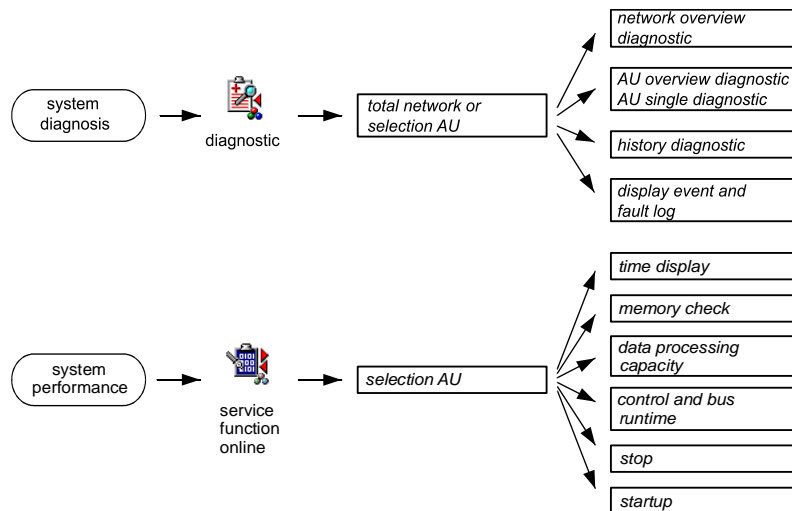 network overview
diagnostic
system
diagnosis
diagnostic
total network or
selection AU
AU overview diagnostic
AU single diagnostic
history diagnostic
display event and
fault log
system
performance
service
function
online
selection AU
time display
memory check
data processing
capacity
control and bus
runtime
stop
startup